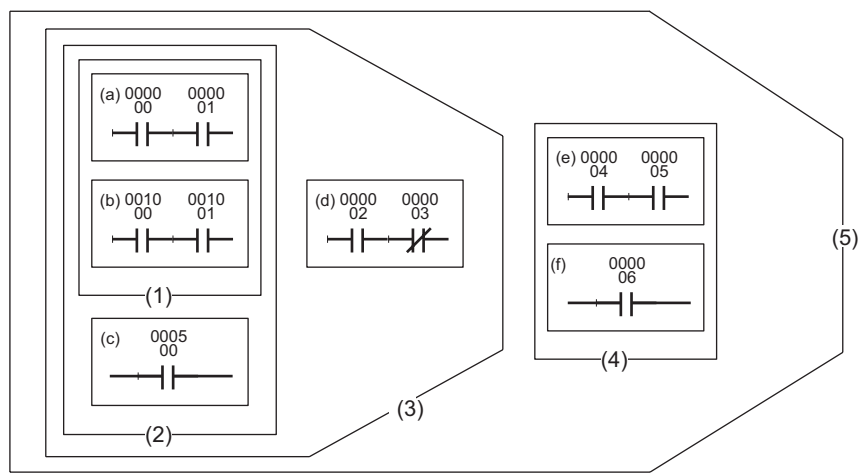 (a) 0000 0000
00 01
(b) 0010 0010
00 01
(1)
(c) 0005
00
(2)
(d) 0000 0000
02 03
(3)
(e) 0000 0000
04 05
(f) 0000
06
(4)
(5)